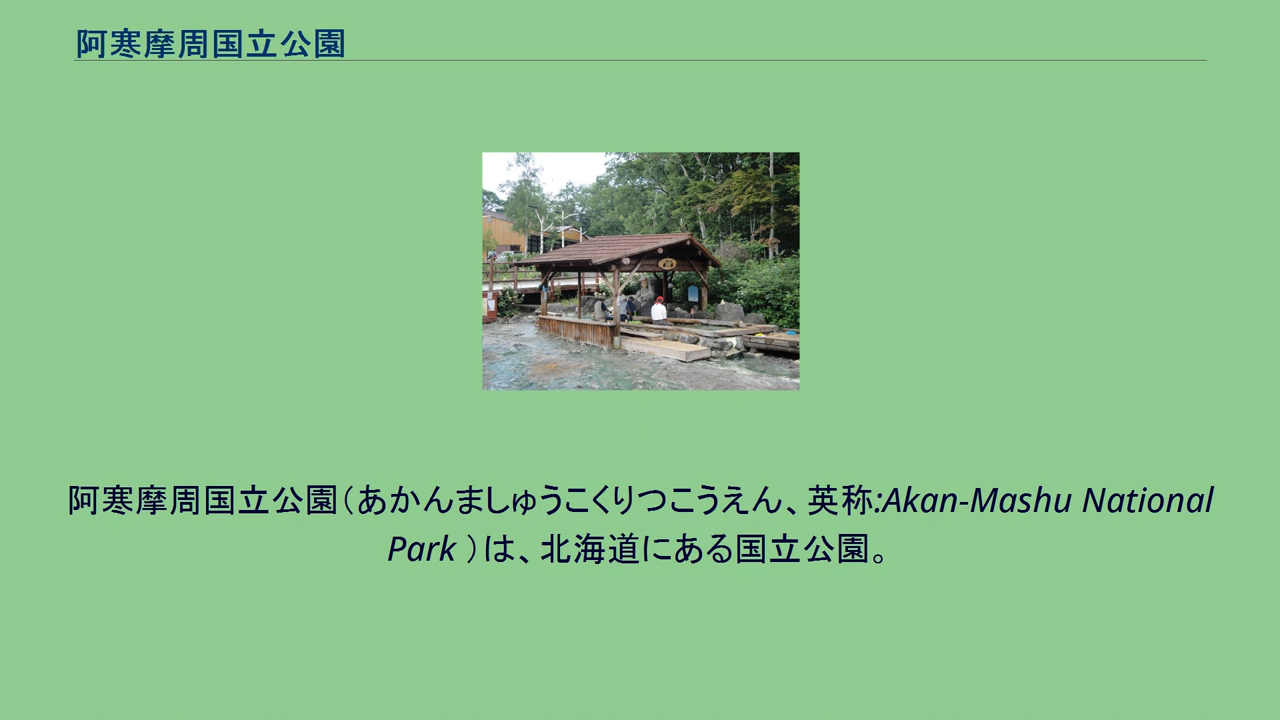 阿寒摩周国立公園
阿寒摩周国立公園（あかんましゅうこくりつこうえん、英称:Akan-Mashu National
Park ）は、北海道にある国立公園。